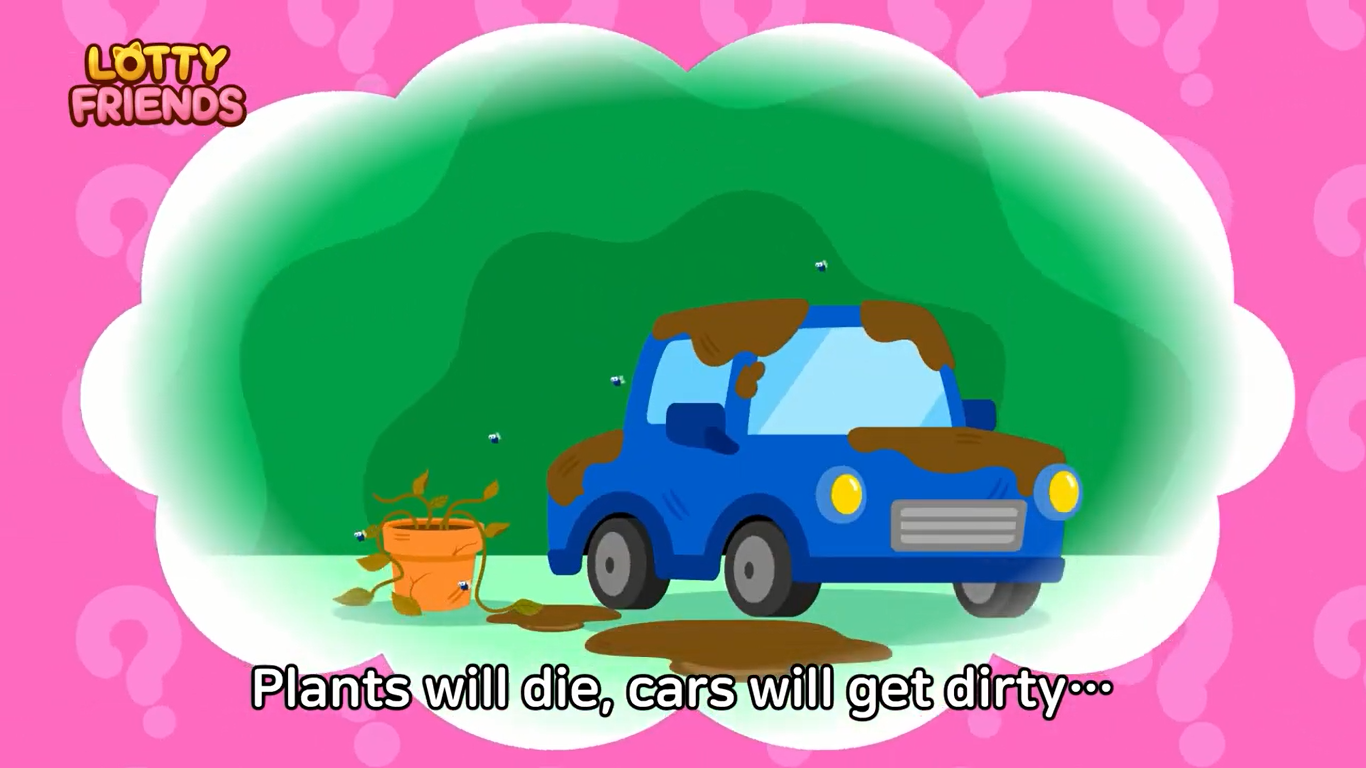 LOTTY
FRIENDS
Plants will die, cars will get dirty…